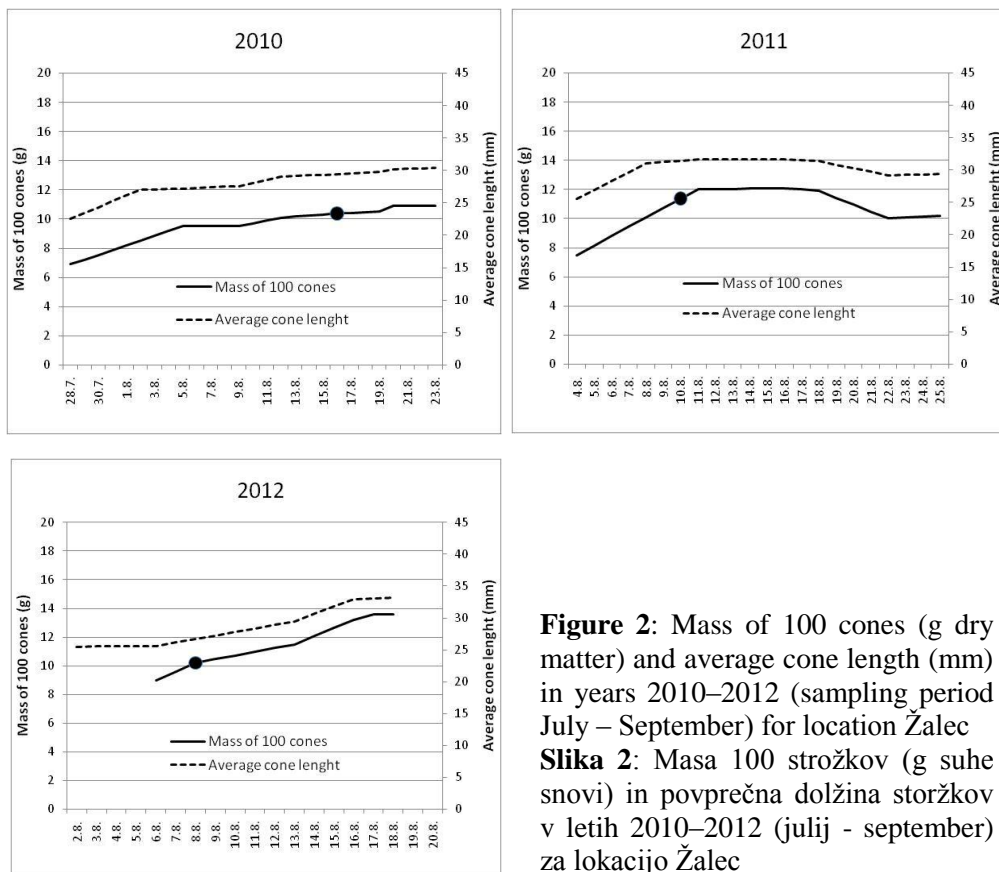 2010
20
18
16
14
12
10
8
6
4
2
0
Mass of 100 cones (g)
45
40
35
30
25
20
15
10
5
0
Average cone lenght (mm)
Mass of 100 cones
Average cone lenght
28.7. 30.7. 1.8. 3.8. 5.8. 7.8. 9.8. 11.8. 13.8. 15.8. 17.8. 19.8. 21.8. 23.8.
2011
20
18
16
14
12
10
8
6
4
2
0
Mass of 100 cones (g)
45
40
35
30
25
20
15
10
5
0
Average cone lenght (mm)
Mass of 100 cones
Average cone lenght
4.8. 5.8. 6.8. 7.8. 8.8. 9.8. 10.8. 11.8. 12.8. 13.8. 14.8. 15.8. 16.8. 17.8. 18.8. 19.8. 20.8. 21.8. 22.8. 23.8. 24.8. 25.8.
2012
20
18
16
14
12
10
8
6
4
2
0
Mass of 100 cones (g)
45
40
35
30
25
20
15
10
5
0
Average cone lenght (mm)
Mass of 100 cones
Average cone lenght
2.8. 3.8. 4.8. 5.8. 6.8. 7.8. 8.8. 9.8. 10.8. 11.8. 12.8. 13.8. 14.8. 15.8. 16.8. 17.8. 18.8. 19.8. 20.8.
Figure 2: Mass of 100 cones (g dry
matter) and average cone length (mm)
in years 2010–2012 (sampling period
July – September) for location Žalec
Slika 2: Masa 100 strožkov (g suhe
snovi) in povprečna dolžina storžkov
v letih 2010–2012 (julij - september)
za lokacijo Žalec